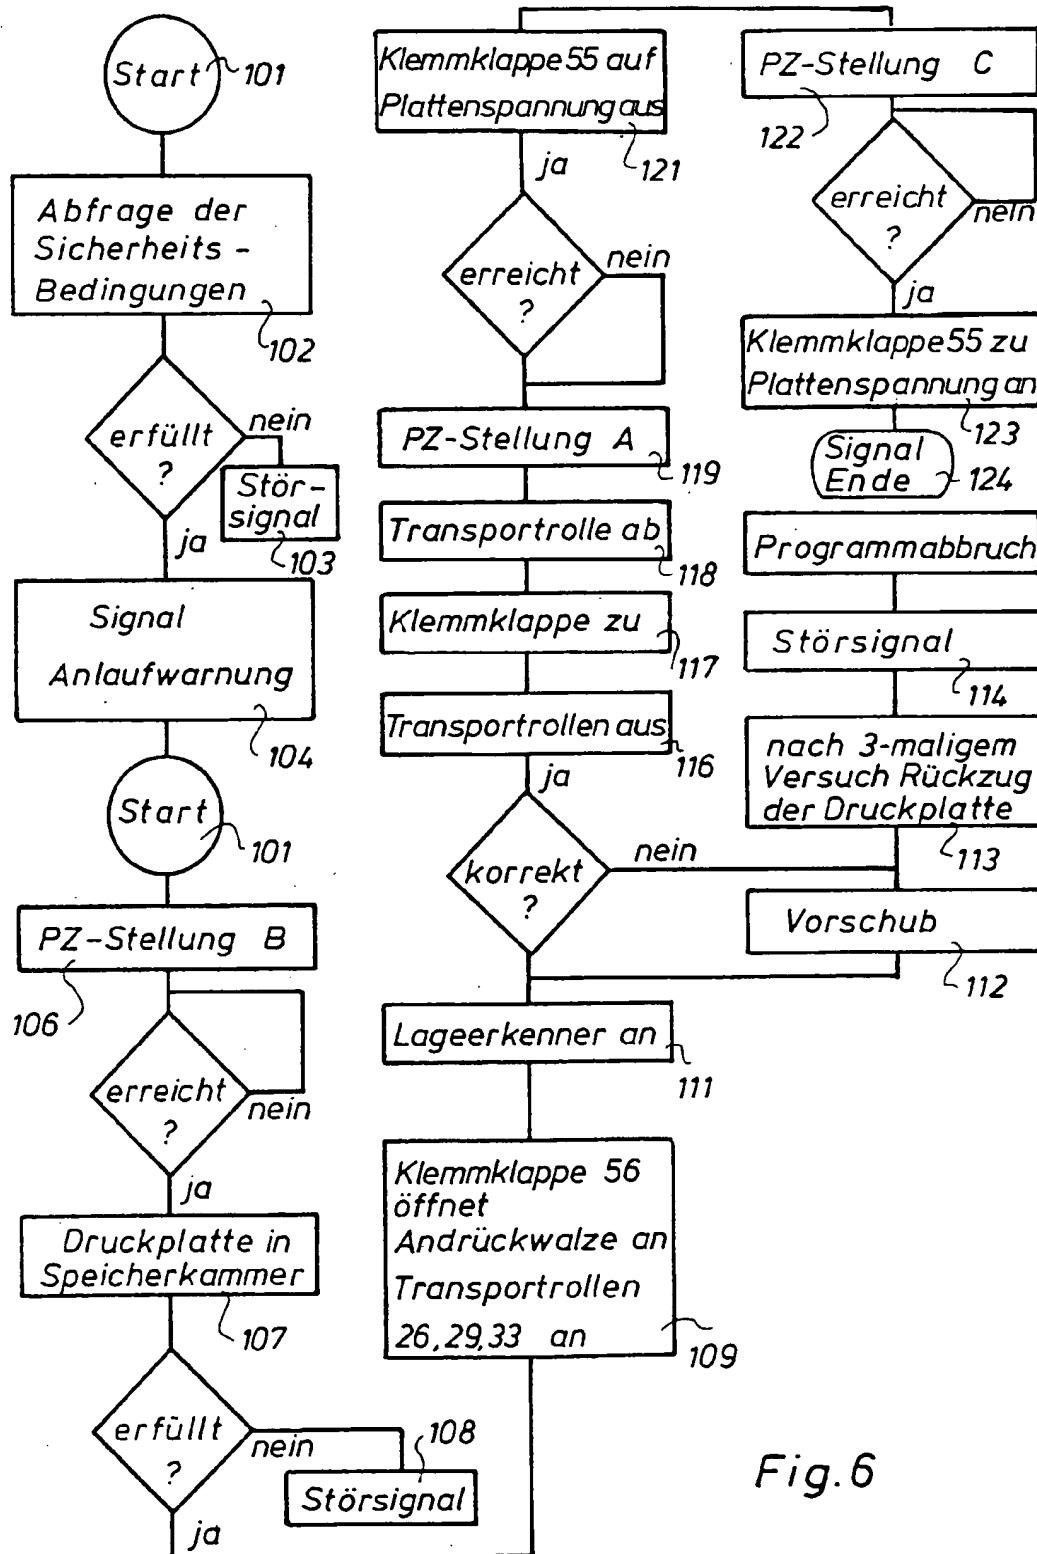 Start
101
Abfrage der
Sicherheits-
Bedingungen
102
erfüllt
?
nein
Stör-
signal
103
ja
Signal
Anlaufwarnung
104
Start
101
PZ-Stellung B
106
erreicht
?
nein
ja
Druckplatte in
Speicherkammer
107
erfüllt
?
nein
108
Störsignal
ja
Klemmklappe 55 auf
Plattenspannung aus
121
ja
erreicht
?
nein
PZ-Stellung A
119
Transportrolle ab
118
Klemmklappe zu
117
Transportrollen aus
116
ja
korrekt
?
nein
Lageerkenner an
111
Klemmklappe 56
öffnet
Andrückwalze an
Transportrollen
26, 29, 33 an
109
PZ-Stellung C
122
erreicht
?
nein
ja
Klemmklappe 55 zu
Plattenspannung an
123
Signal
Ende
124
Programmabbruch
Störsignal
114
nach 3-maligem
Versuch Rückzug
der Druckplatte
113
Vorschub
112
Fig. 6